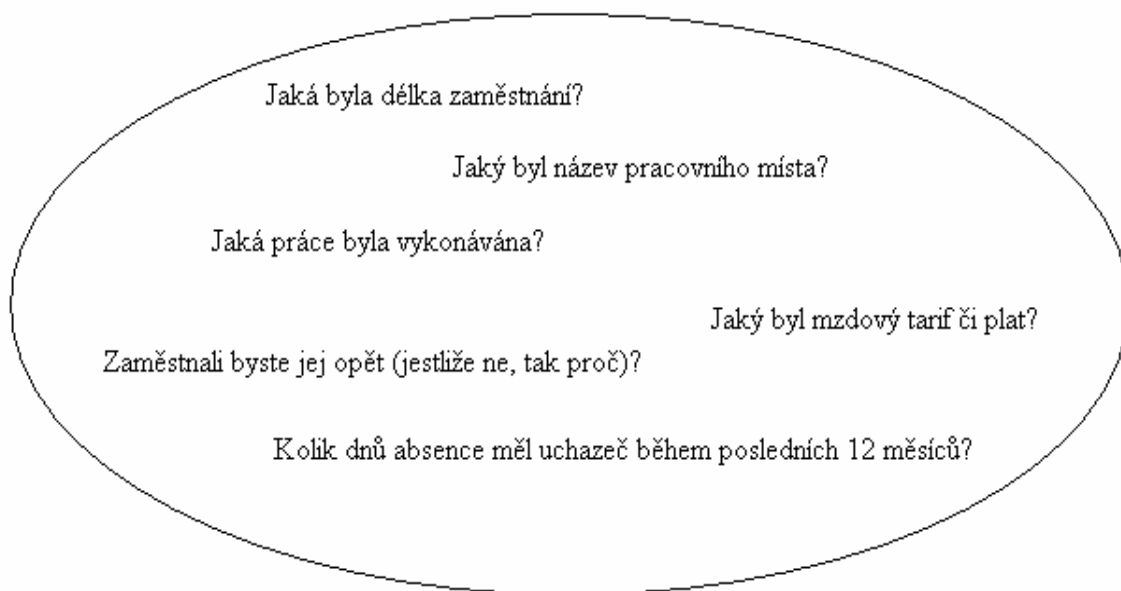 Jaká byla délka zaměstnání?
Jaký byl název pracovního místa?
Jaká práce byla vykonávána?
Jaký byl mzdový tarif či plat?
Zaměstnali byste jej opět (jestliže ne, tak proč)?
Kolik dnů absence měl uchazeč během posledních 12 měsíců?